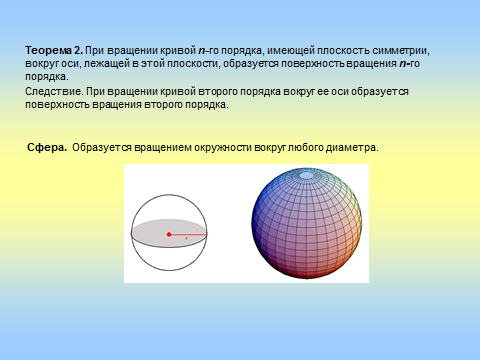 Теорема 2. При вращении кривой n-го порядка, имеющей плоскость симметрии,
вокруг оси, лежащей в этой плоскости, образуется поверхность вращения n-го
порядка.
Следствие. При вращении кривой второго порядка вокруг ее оси образуется
поверхность вращения второго порядка.
Сфера. Образуется вращением окружности вокруг любого диаметра.
r